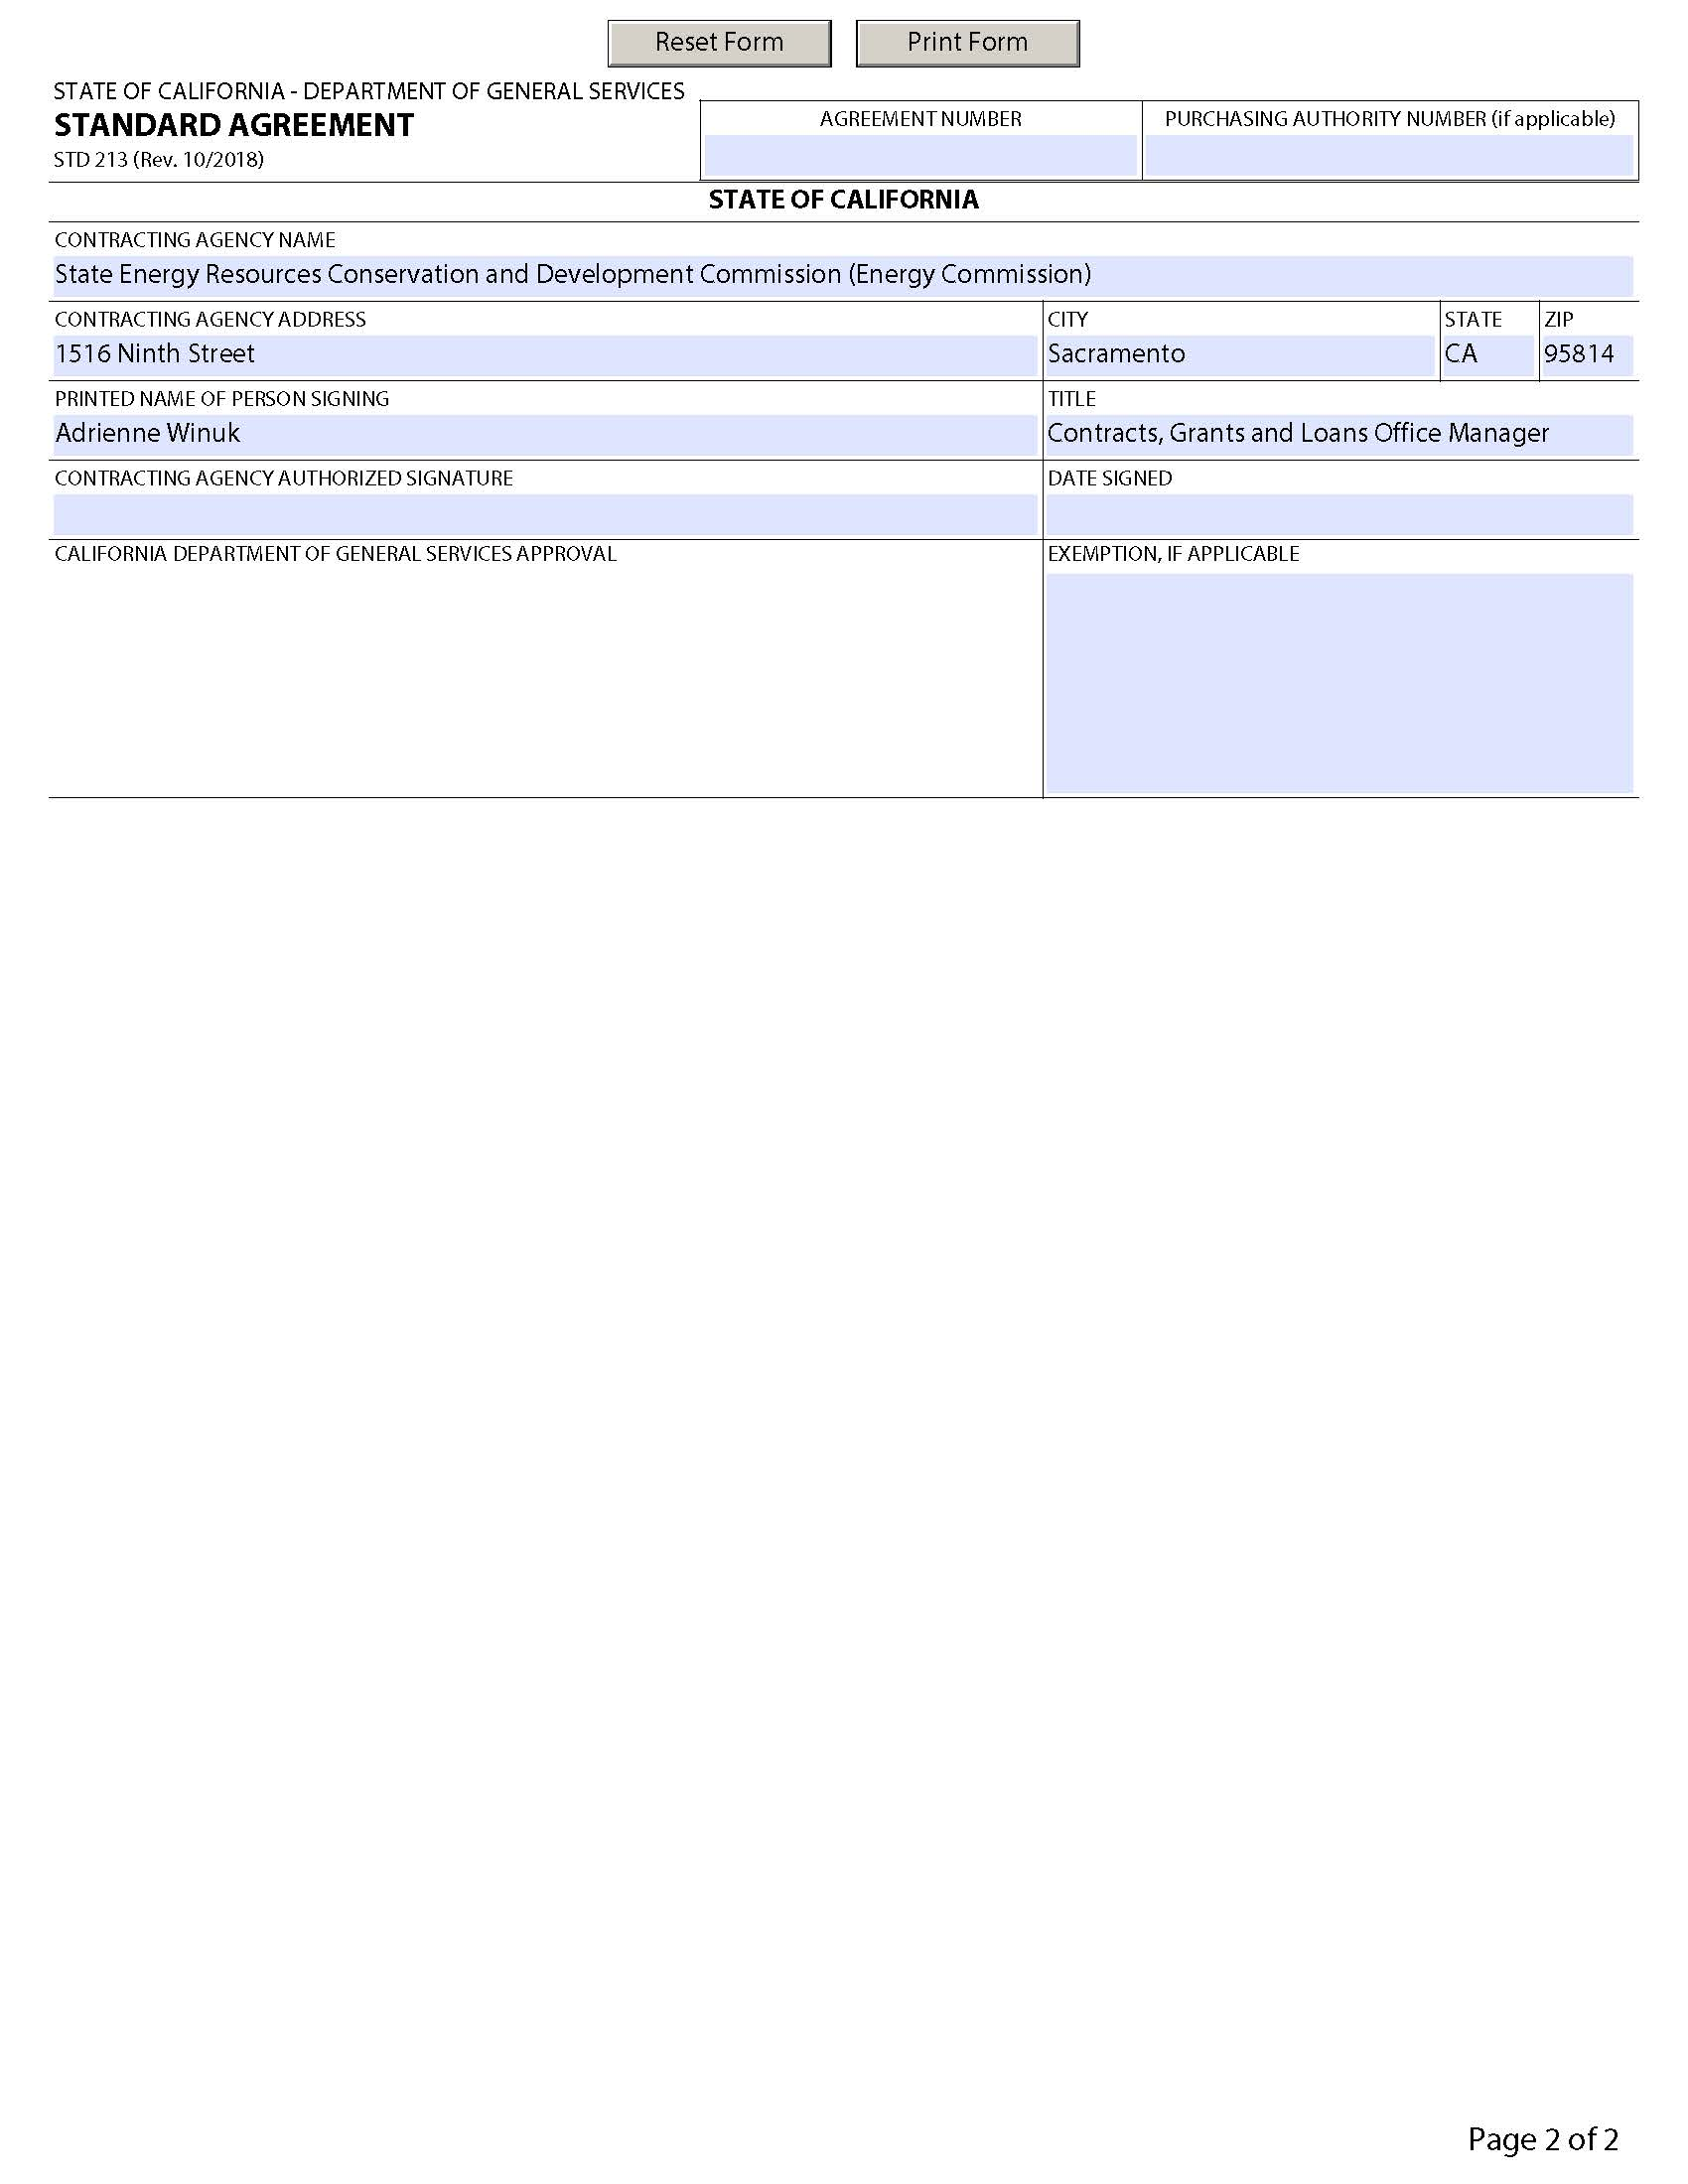 Reset Form
Print Form
STATE OF CALIFORNIA - DEPARTMENT OF GENERAL SERVICES
STANDARD AGREEMENT
STD 213 (Rev. 10/2018)
AGREEMENT NUMBER
PURCHASING AUTHORITY NUMBER (if applicable)
STATE OF CALIFORNIA
CONTRACTING AGENCY NAME
State Energy Resources Conservation and Development Commission (Energy Commission)
CONTRACTING AGENCY ADDRESS
1516 Ninth Street
CITY
Sacramento
STATE
CA
ZIP
95814
PRINTED NAME OF PERSON SIGNING
Adrienne Winuk
TITLE
Contracts, Grants and Loans Office Manager
CONTRACTING AGENCY AUTHORIZED SIGNATURE
DATE SIGNED
CALIFORNIA DEPARTMENT OF GENERAL SERVICES APPROVAL
EXEMPTION, IF APPLICABLE
Page 2 of 2